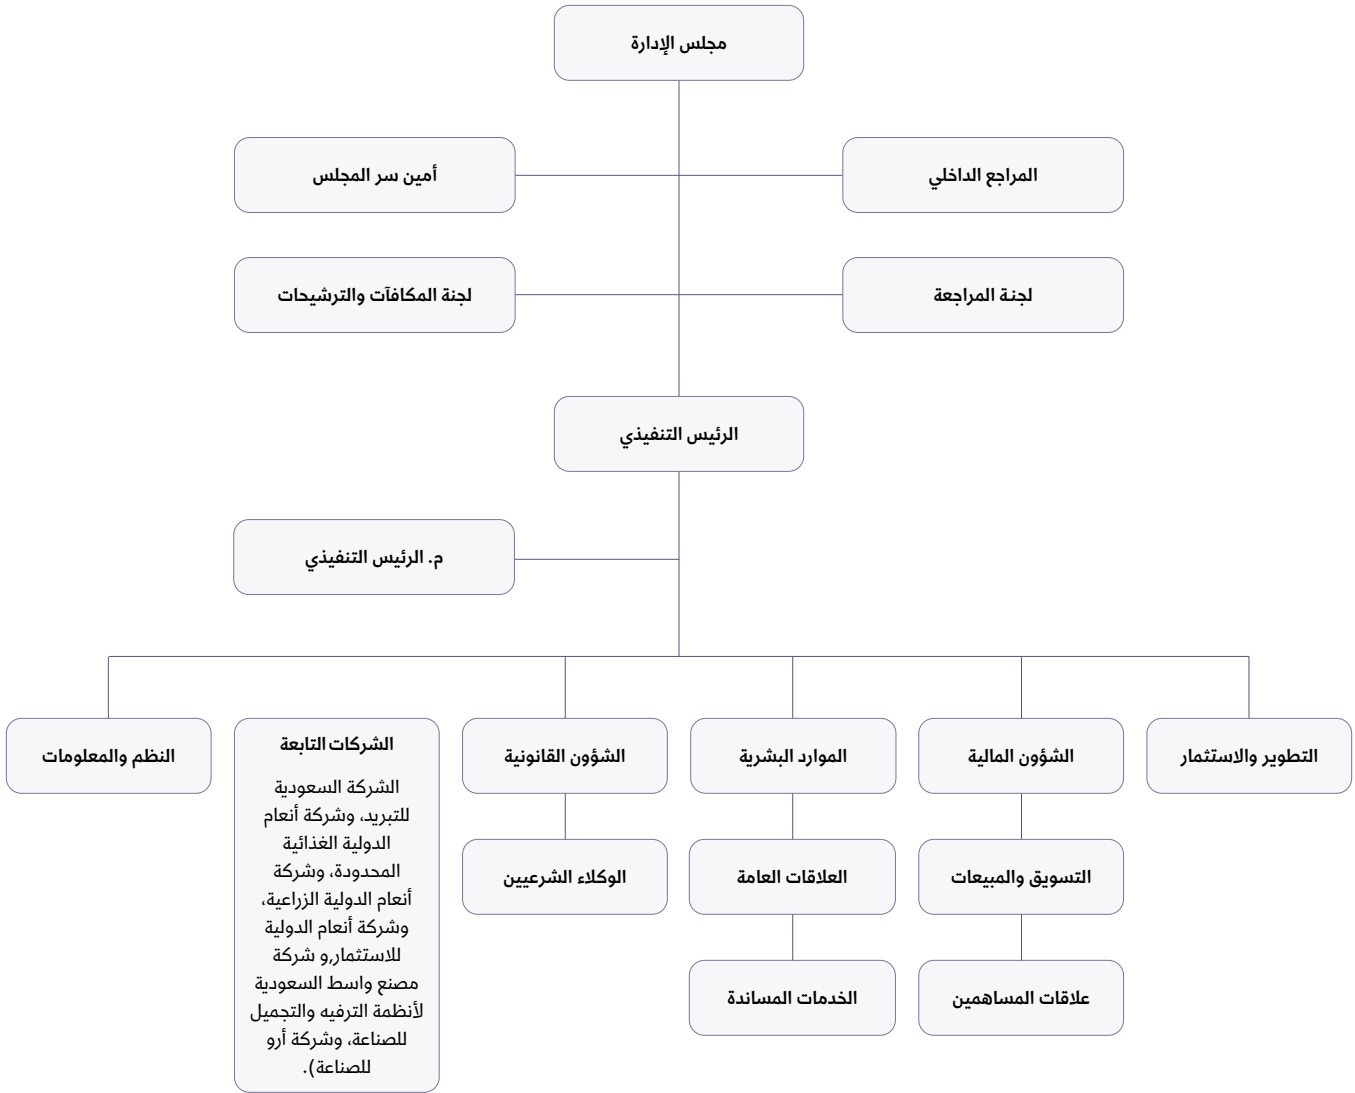 مجلس الإدارة
المراجع الداخلي
أمين سر المجلس
لجنة المراجعة
لجنة المكافآت والترشيحات
الرئيس التنفيذي
م. الرئيس التنفيذي
التطوير والاستثمار
الشؤون المالية
الموارد البشرية
الشؤون القانونية
الشركات التابعة
الشركة السعودية
للتبريد، وشركة أنعام
الدولية الغذائية
المحدودة، وشركة
أنعام الدولية الزراعية،
وشركة أنعام الدولية
للاستثمار,و شركة
مصنع واسط السعودية
لأنظمة الترفيه والتجميل
للصناعة، وشركة أرو
للصناعة).
النظم والمعلومات
التسويق والمبيعات
العلاقات العامة
الوكلاء الشرعيين
علاقات المساهمين
الخدمات المساندة